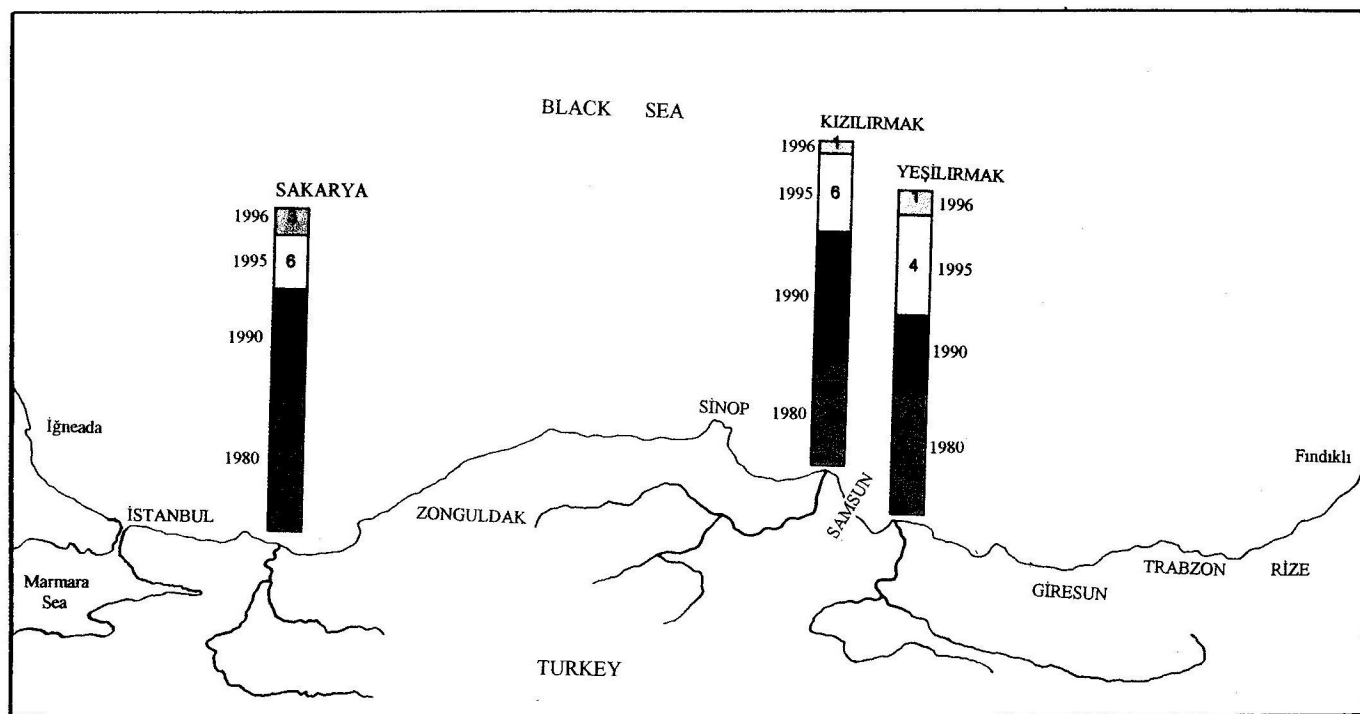 BLACK SEA
KIZILIRMAK
1996
1
1995
6
1990
1980
YEŞİLIRMAK
1
1996
4
1995
1990
1980
SAKARYA
1996
1995
6
1990
1980
SİNOP
İğneada
Fındıklı
İSTANBUL
ZONGULDAK
SAMSUN
Marmara
Sea
GİRESUN
TRABZON
RİZE
TURKEY